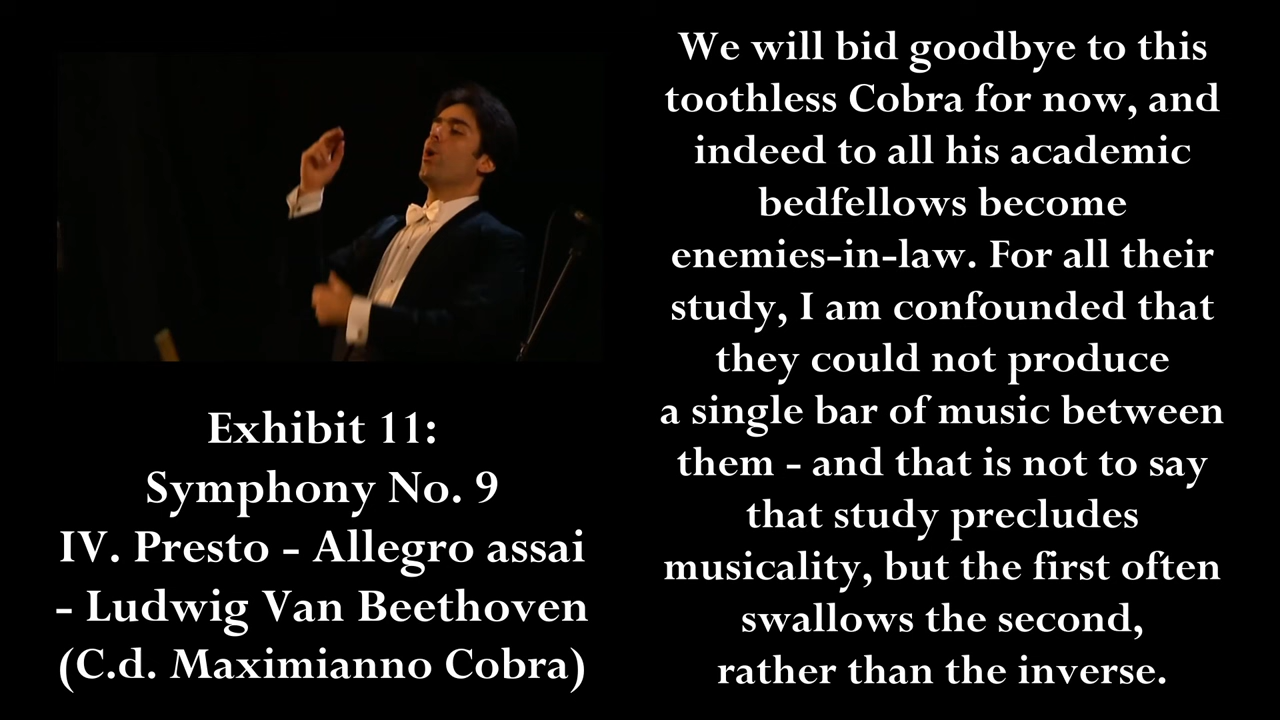 Exhibit 11:
Symphony No. 9
IV. Presto - Allegro assai
- Ludwig Van Beethoven
(C.d. Maximianno Cobra)
We will bid goodbye to this
toothless Cobra for now, and
indeed to all his academic
bedfellows become
enemies-in-law. For all their
study, I am confounded that
they could not produce
a single bar of music between
them - and that is not to say
that study precludes
musicality, but the first often
swallows the second,
rather than the inverse.